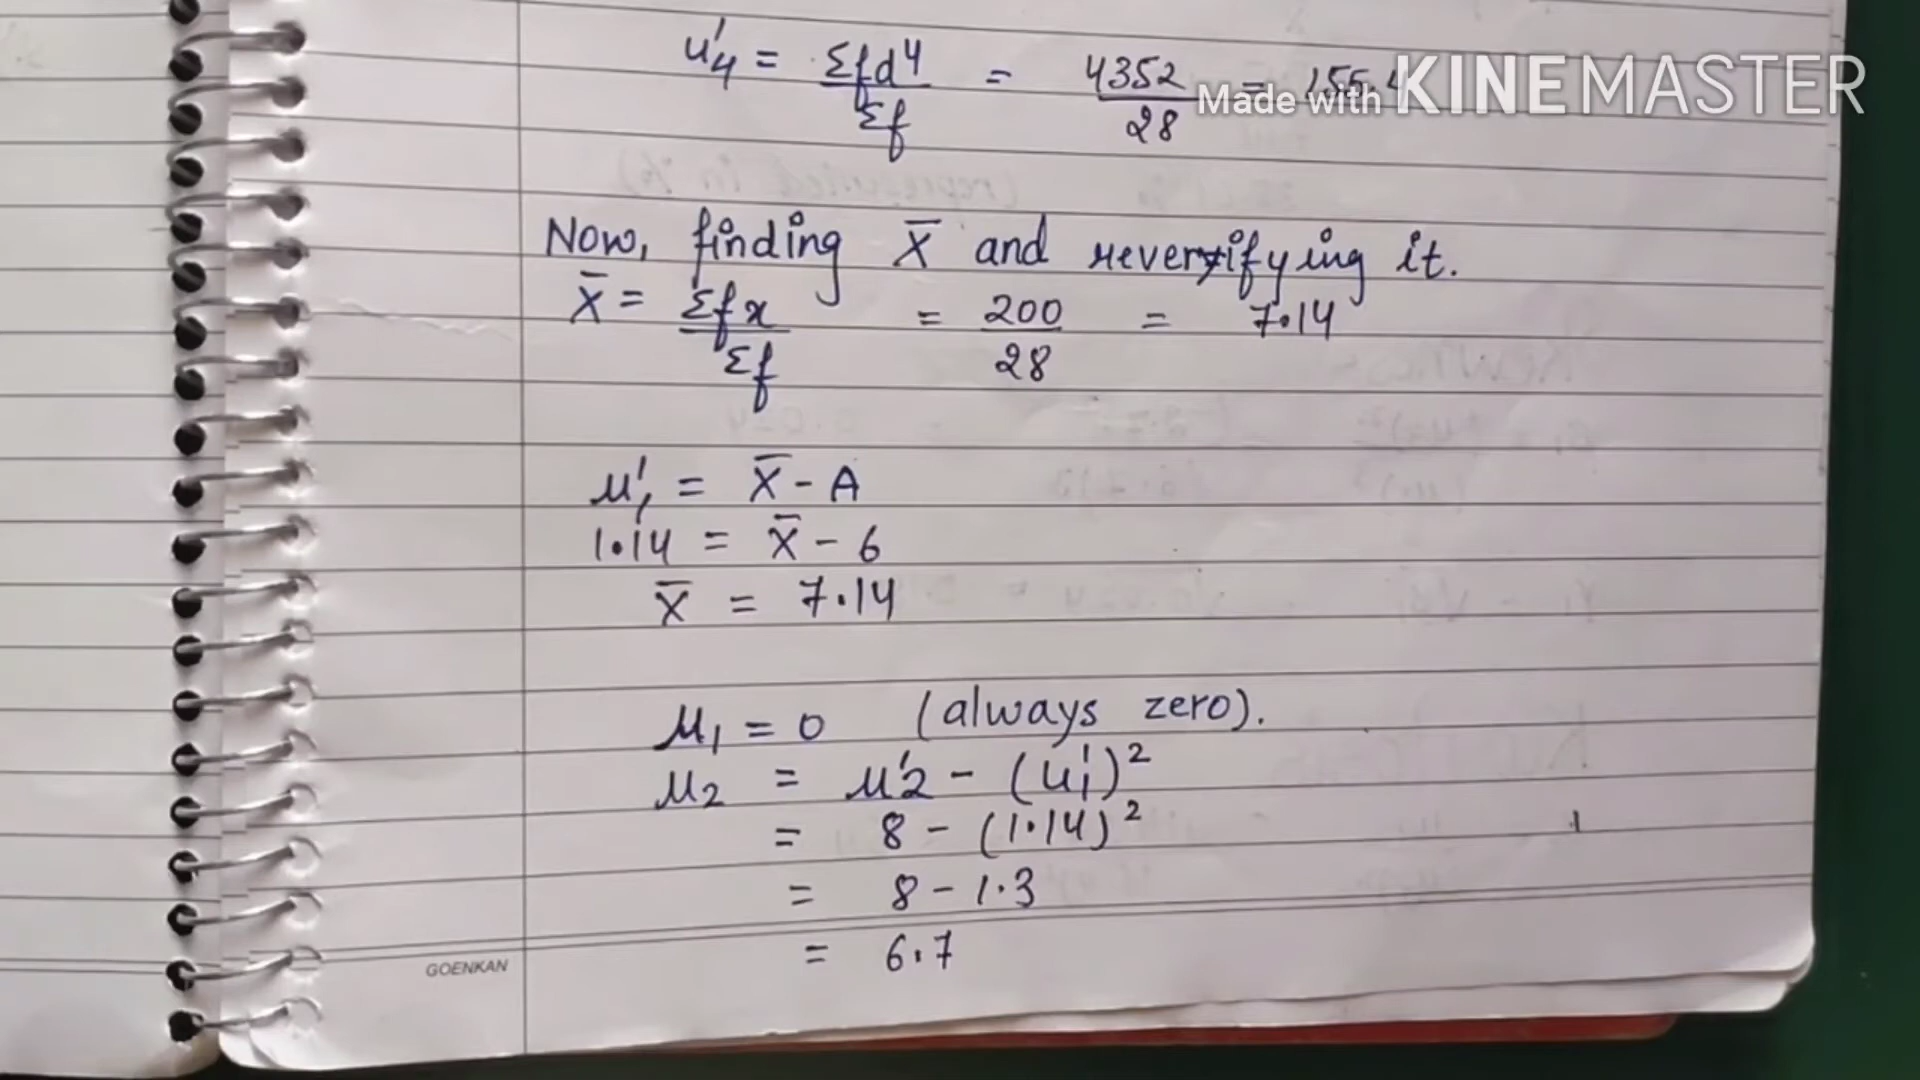 μ'4 = Σfd⁴ / Σf = 4352 / 28 = 155.4
Made with KINEMASTER
Now, finding X̄ and reverifying it.
X̄ = Σfx / Σf = 200 / 28 = 7.14
μ'1 = X̄ - A
1.14 = X̄ - 6
X̄ = 7.14
μ1 = 0 (always zero).
μ2 = μ'2 - (μ'1)²
= 8 - (1.14)²
= 8 - 1.3
= 6.7
GOENKAN